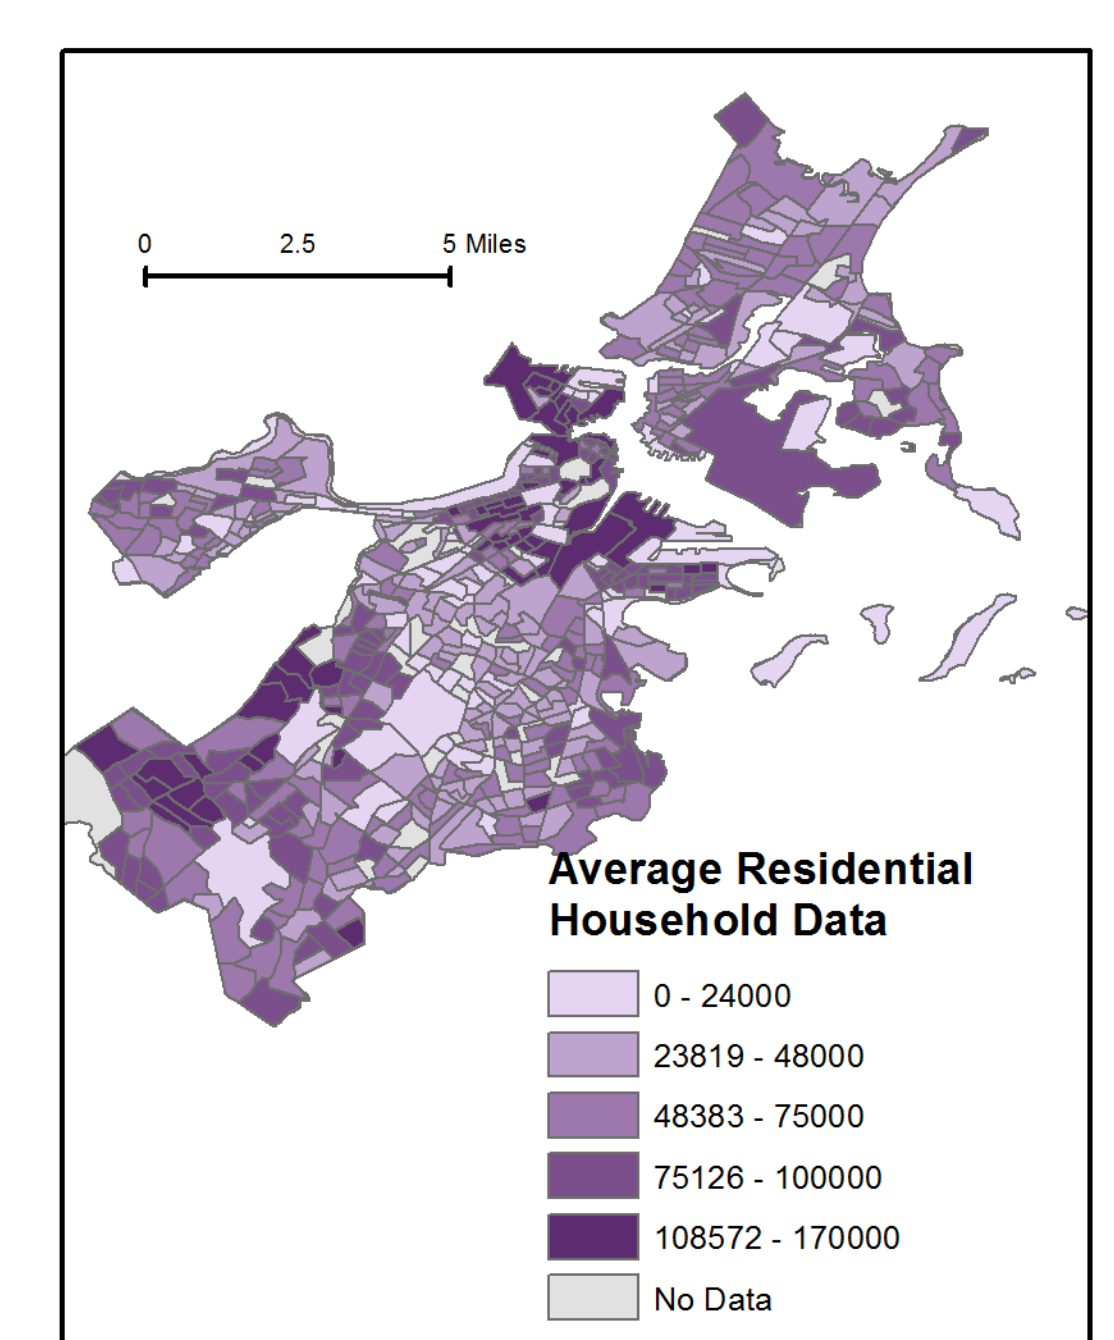 0 2.5 5 Miles
Average Residential
Household Data
0 - 24000
23819 - 48000
48383 - 75000
75126 - 100000
108572 - 170000
No Data